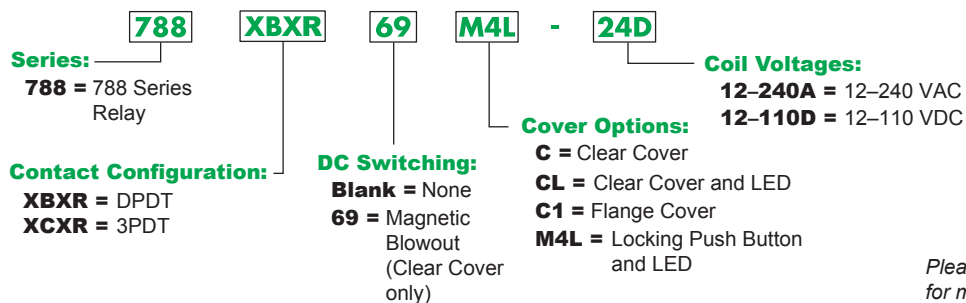 788 XBXR 69 M4L - 24D
Series:
788 = 788 Series
Relay
Contact Configuration:
XBXR = DPDT
XCXR = 3PDT
DC Switching:
Blank = None
69 = Magnetic
Blowout
(Clear Cover
only)
Cover Options:
C = Clear Cover
CL = Clear Cover and LED
C1 = Flange Cover
M4L = Locking Push Button
and LED
Coil Voltages:
12–240A = 12–240 VAC
12–110D = 12–110 VDC
Plea
for m